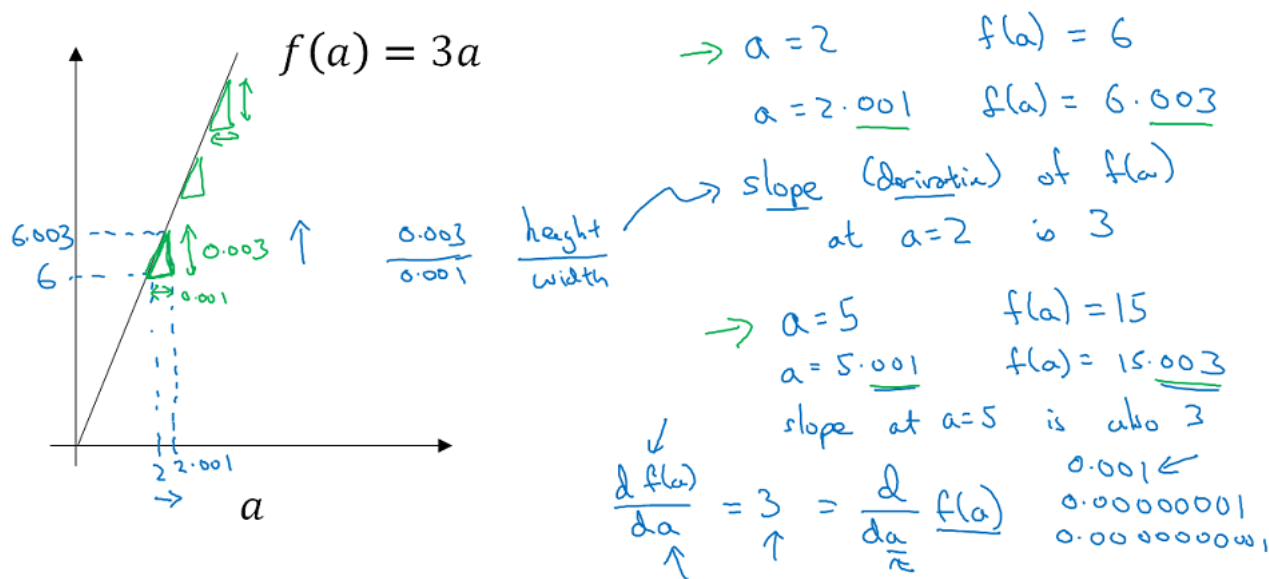 f(a) = 3a
6.003
6
0.003
0.001
2
2.001
a
0.003
0.001
height
width
a = 2 f(a) = 6
a = 2.001 f(a) = 6.003
slope (derivative) of f(a)
at a=2 is 3
a = 5 f(a) = 15
a = 5.001 f(a) = 15.003
slope at a=5 is also 3
d f(a)
da
= 3 =
d
da
f(a)
0.001
0.00000001
0.0000000001